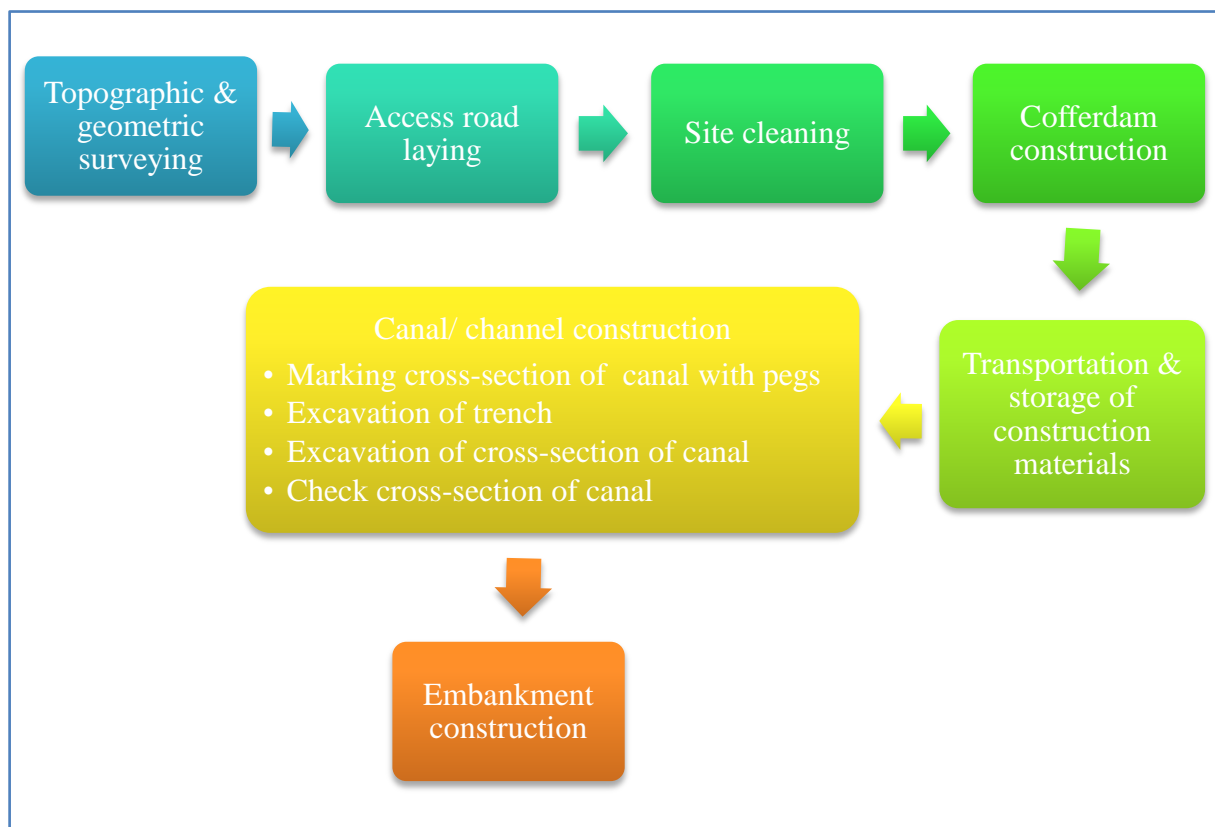 Topographic &
geometric
surveying
Access road
laying
Site cleaning
Cofferdam
construction
Transportation &
storage of
construction
materials
Canal/ channel construction
• Marking cross-section of  canal with pegs
• Excavation of trench
• Excavation of cross-section of canal
• Check cross-section of canal
Embankment
construction